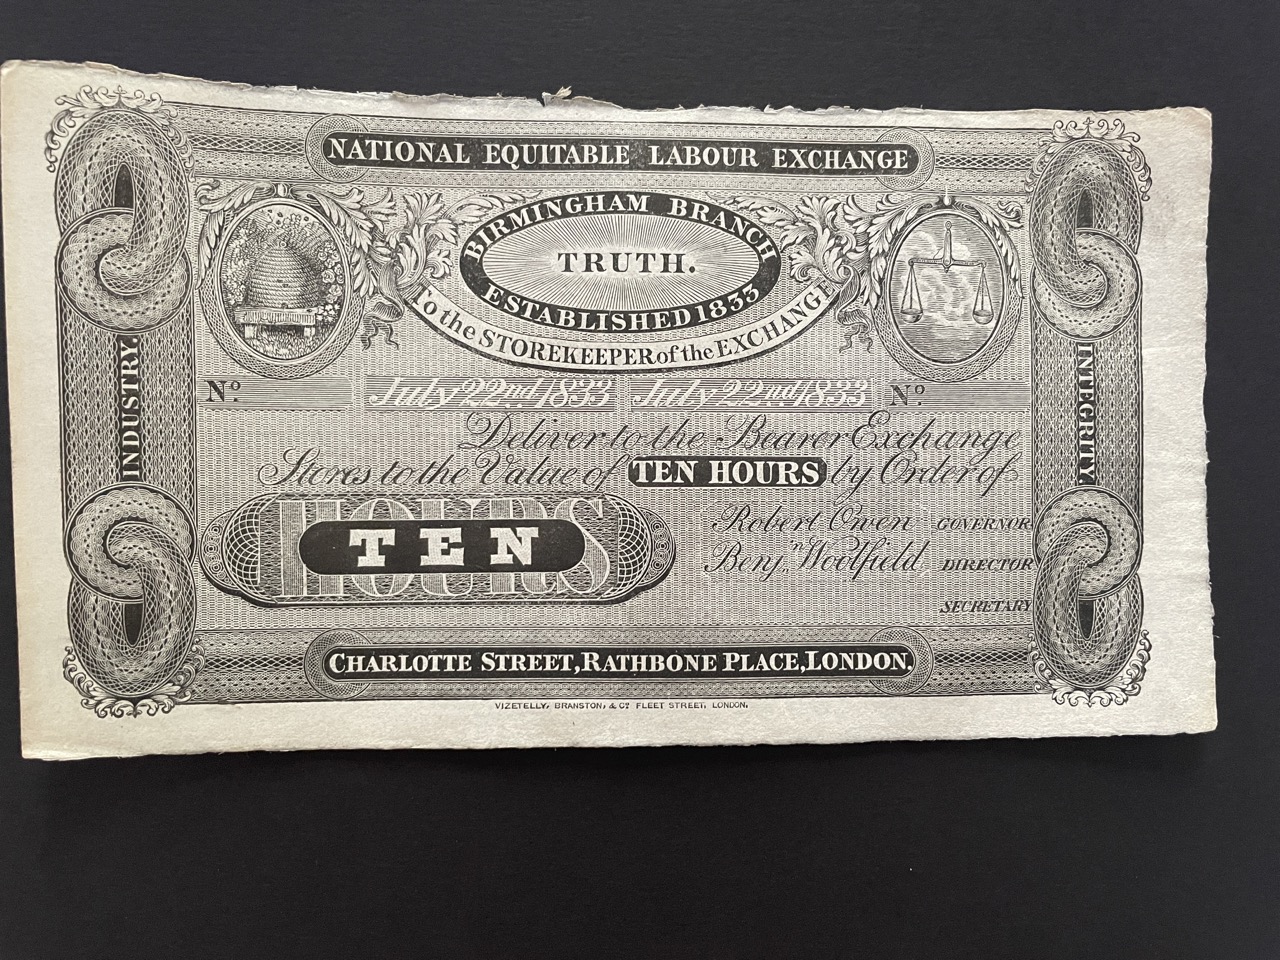 NATIONAL EQUITABLE LABOUR EXCHANGE
BIRMINGHAM BRANCH
TRUTH.
ESTABLISHED 1833
To the STOREKEEPER of the EXCHANGE
INDUSTRY.
INTEGRITY.
No. July 22nd. 1833 July 22nd. 1833 No.
Deliver to the Bearer Exchange
Stores to the Value of TEN HOURS by Order of
HOURS
TEN
Robert Owen GOVERNOR
Benjn. Woolfield DIRECTOR
SECRETARY
CHARLOTTE STREET, RATHBONE PLACE, LONDON.
VIZETELLY, BRANSTON, & Co. FLEET STREET, LONDON.